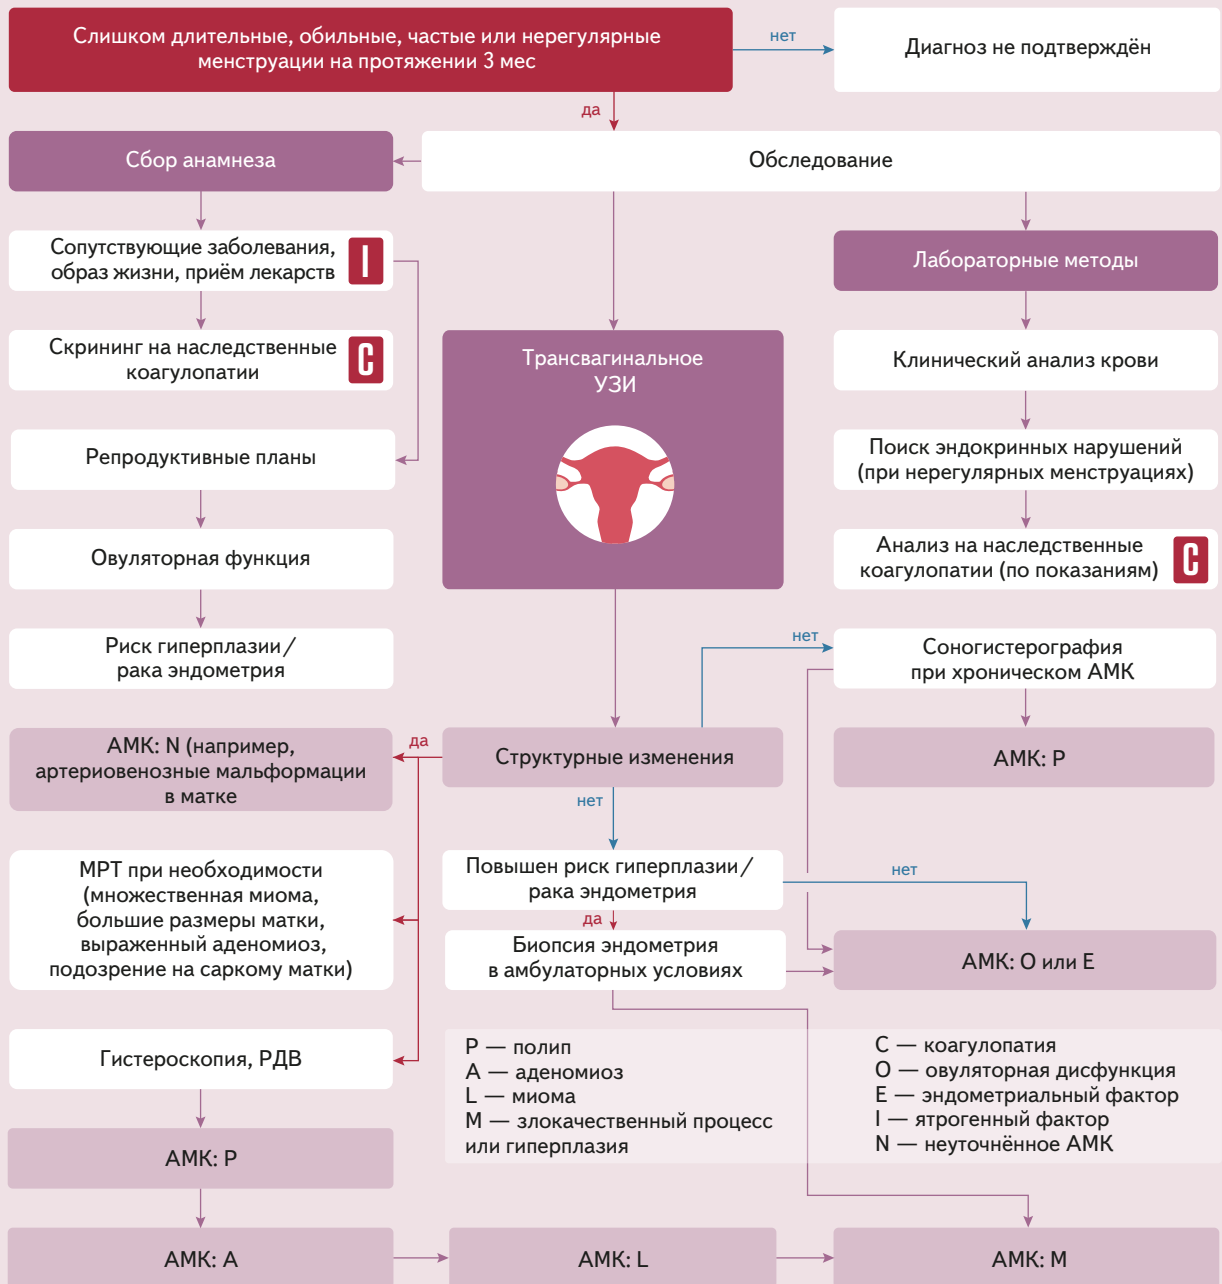 Слишком длительные, обильные, частые или нерегулярные
менструации на протяжении 3 мес
нет
Диагноз не подтверждён
да
Сбор анамнеза
Обследование
Сопутствующие заболевания,
образ жизни, приём лекарств
I
Лабораторные методы
Скрининг на наследственные
коагулопатии
C
Трансвагинальное
УЗИ
Клинический анализ крови
Репродуктивные планы
Поиск эндокринных нарушений
(при нерегулярных менструациях)
Овуляторная функция
Анализ на наследственные
коагулопатии (по показаниям)
C
Риск гиперплазии/
рака эндометрия
нет
Соногистерография
при хроническом АМК
АМК: N (например,
артериовенозные мальформации
в матке
да
Структурные изменения
АМК: P
нет
МРТ при необходимости
(множественная миома,
большие размеры матки,
выраженный аденомиоз,
подозрение на саркому матки)
Повышен риск гиперплазии/
рака эндометрия
нет
да
Биопсия эндометрия
в амбулаторных условиях
АМК: O или E
Гистероскопия, РДВ
P — полип
A — аденомиоз
L — миома
M — злокачественный процесс
или гиперплазия
C — коагулопатия
O — овуляторная дисфункция
E — эндометриальный фактор
I — ятрогенный фактор
N — неуточнённое АМК
АМК: P
АМК: A
АМК: L
АМК: M